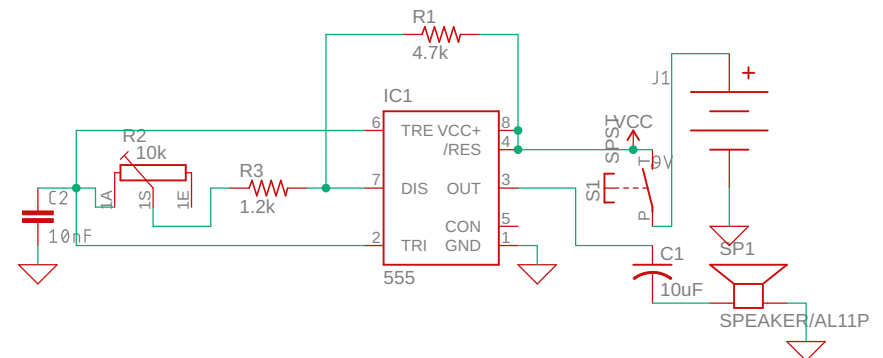 R1
4.7k
J1
+
IC1
6
TRE
VCC+
8
/RES
4
SPST
VCC
T
9V
R2
10k
R3
1.2k
7
DIS
OUT
3
S1
C2
1A
1S
1E
10nF
CON
5
P
2
TRI
GND
1
C1
SP1
555
10uF
SPEAKER/AL11P